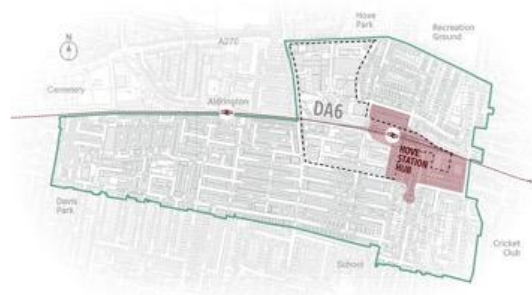 Hove
Park
Recreation
Ground
N
A270
Cemetery
Aldrington
DA6
HOVE
STATION
HUB
Davis
Park
Cricket
Club
School